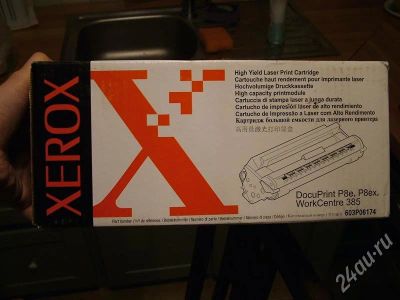 XEROX
X
High Yield Laser Print Cartridge
Cartouche haut rendement pour imprimante laser
Hochvolumige Druckkassette
High capacity printmodule
Cartuccia di stampa laser a lunga durata
Cartucho de impresión laser de alto rendimiento
Cartucho de Impressão a Laser com Alto Rendimento
Картридж большой емкости для лазерного принтера
DocuPrint P8e, P8ex,
WorkCentre 385
603P06174
24au.ru